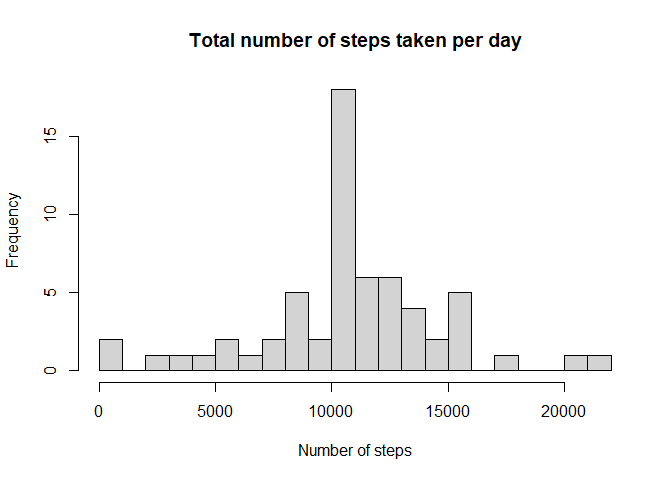 Total number of steps taken per day
Frequency
15
10
5
0
0 5000 10000 15000 20000
Number of steps